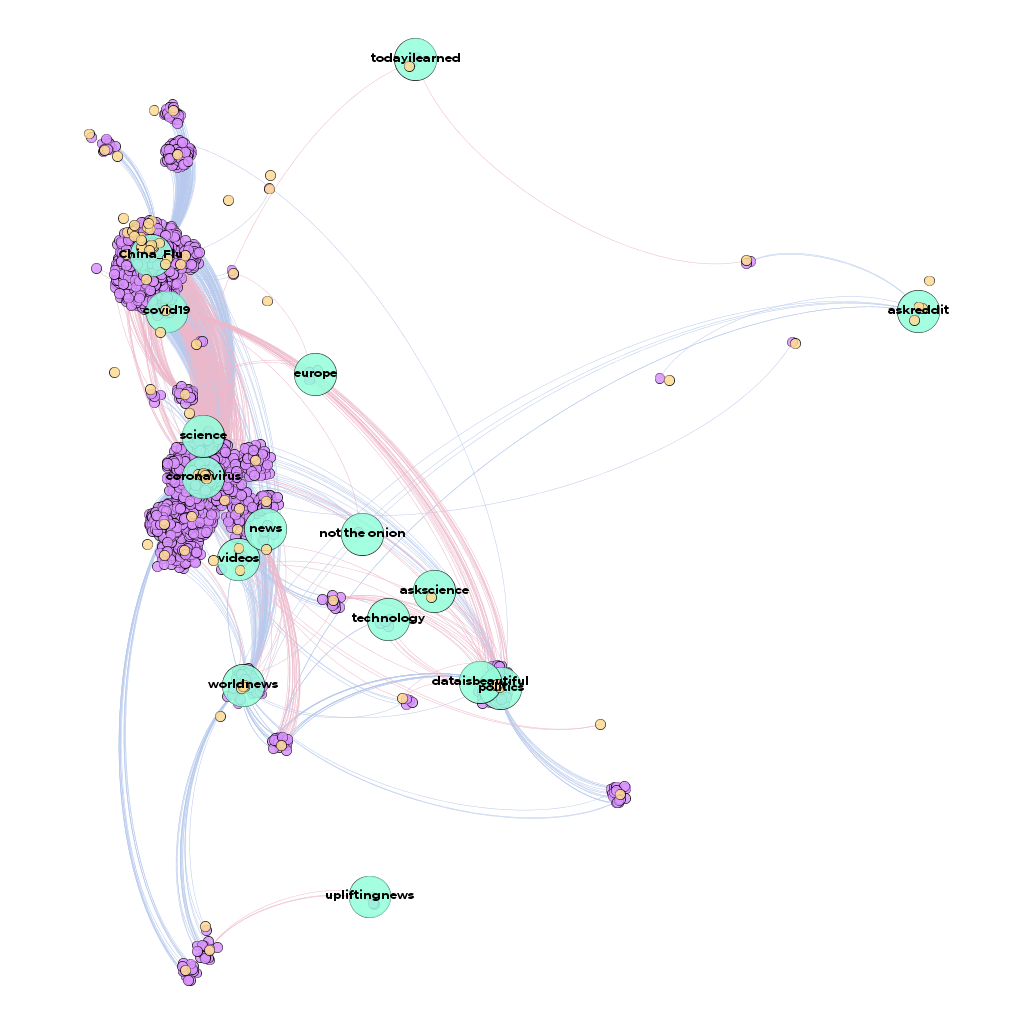 todayilearned
China_Flu
covid19
askreddit
europe
science
coronavirus
news
not the onion
videos
askscience
technology
worldnews
dataisbeautiful
politics
upliftingnews